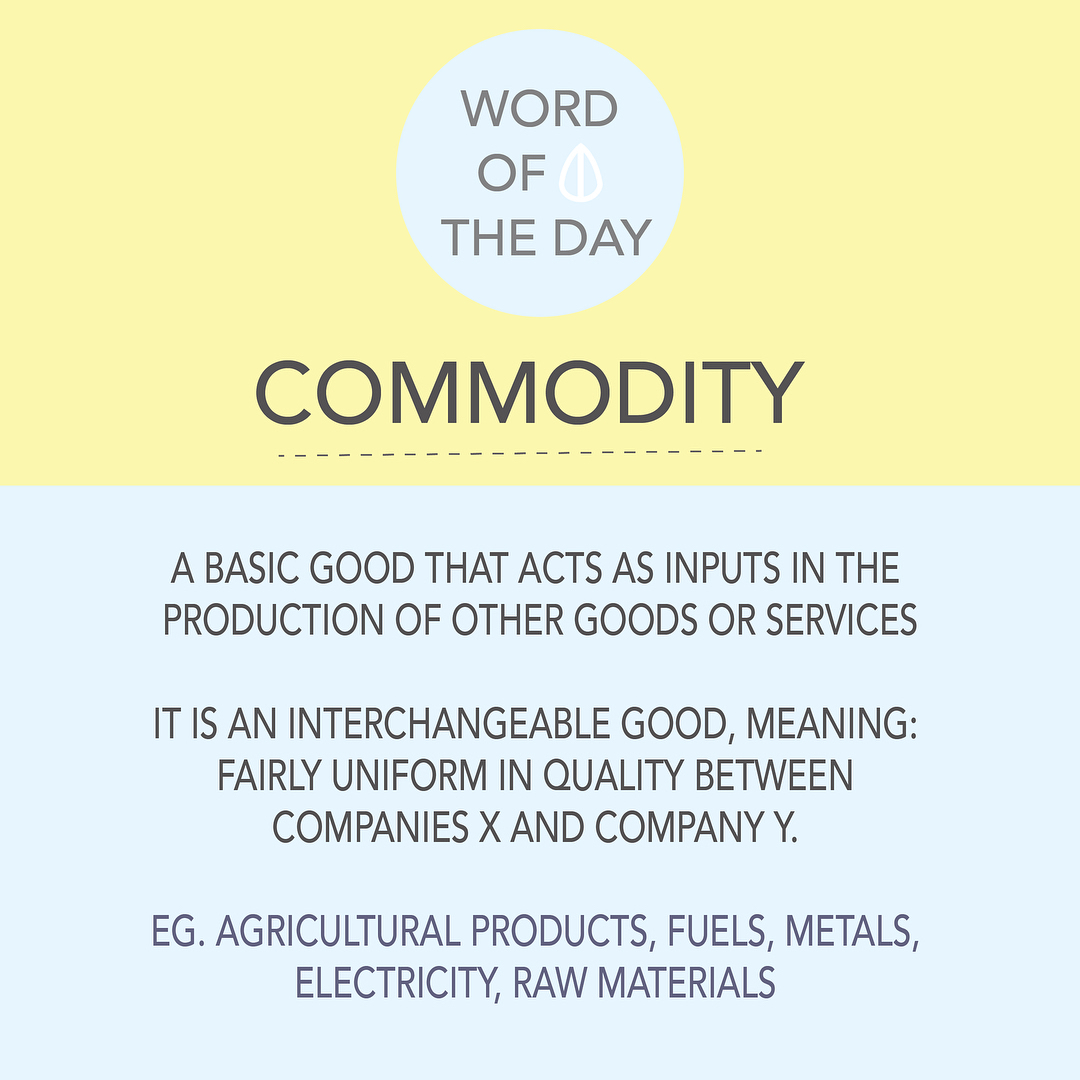 WORD
OF
THE DAY
COMMODITY
A BASIC GOOD THAT ACTS AS INPUTS IN THE
PRODUCTION OF OTHER GOODS OR SERVICES
IT IS AN INTERCHANGEABLE GOOD, MEANING:
FAIRLY UNIFORM IN QUALITY BETWEEN
COMPANIES X AND COMPANY Y.
EG. AGRICULTURAL PRODUCTS, FUELS, METALS,
ELECTRICITY, RAW MATERIALS